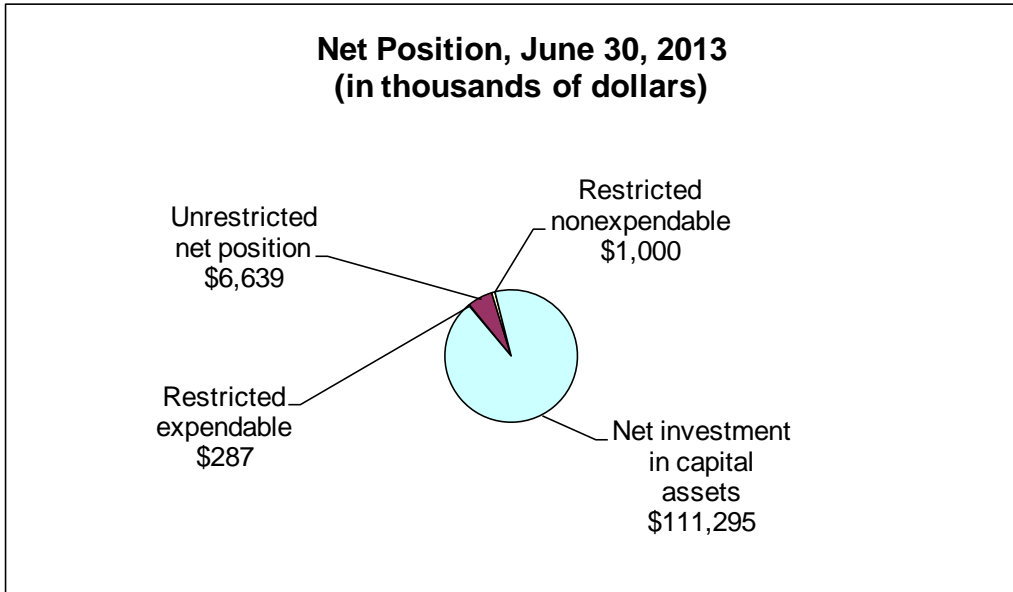 Net Position, June 30, 2013
(in thousands of dollars)
Restricted
nonexpendable
$1,000
Unrestricted
net position
$6,639
Restricted
expendable
$287
Net investment
in capital
assets
$111,295